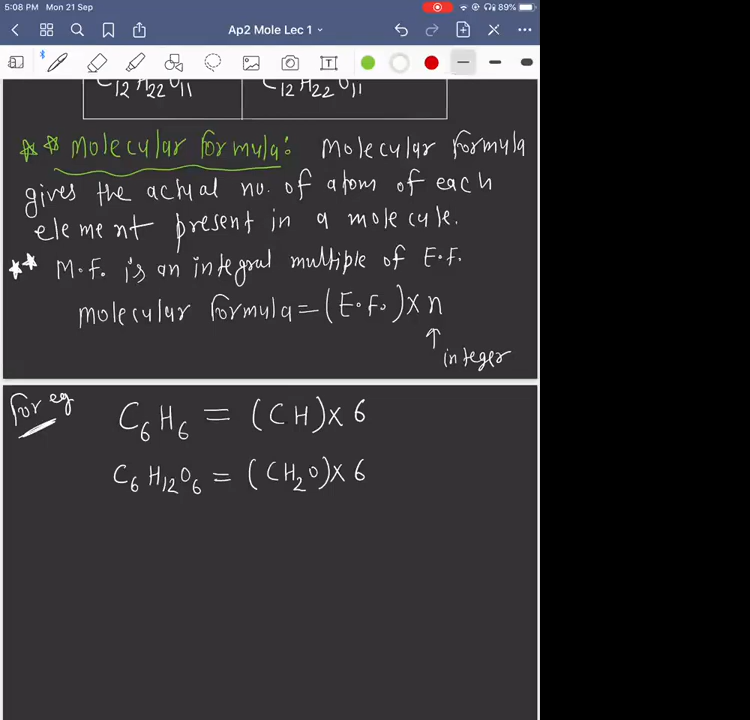 5:08 PM Mon 21 Sep
89%
Ap2 Mole Lec 1
C12H22O11 C12H22O11
** Molecular formula: Molecular formula
gives the actual no. of atom of each
element present in a molecule.
** M.F. is an integral multiple of E.F.
molecular formula = (E.F.) × n
↑
integer
For eg C6H6 = (CH) × 6
C6H12O6 = (CH2O) × 6